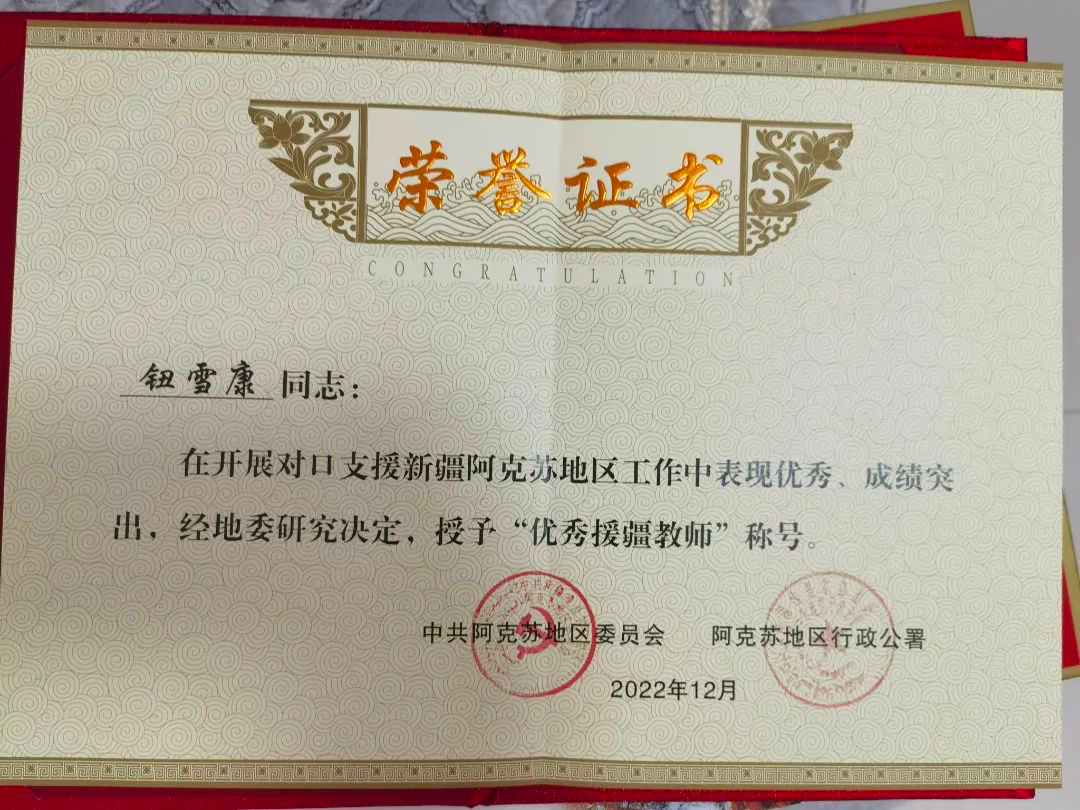 荣誉证书
CONGRATULATION
钮雪康 同志：
在开展对口支援新疆阿克苏地区工作中表现优秀、成绩突
出，经地委研究决定，授予“优秀援疆教师”称号。
中共阿克苏地区委员会 阿克苏地区行政公署
2022年12月